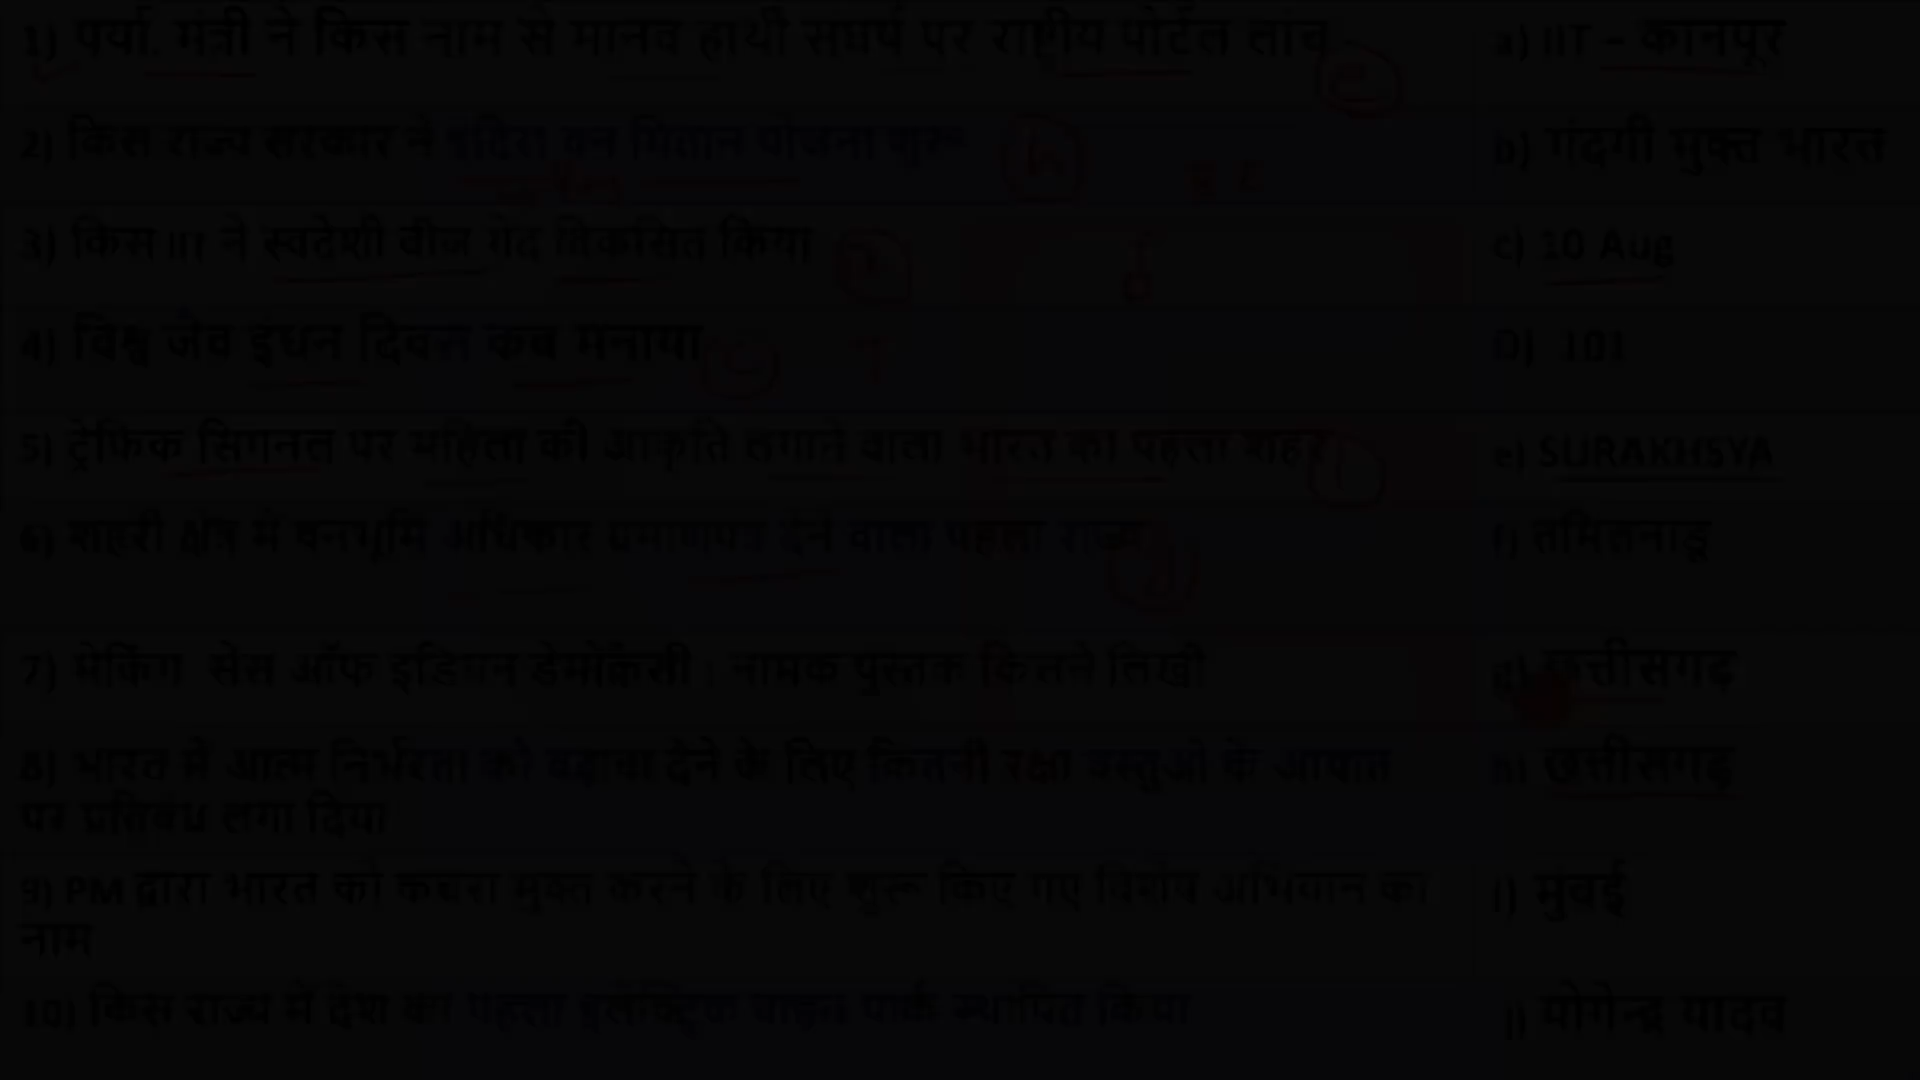 1) पर्या. मंत्री ने किस नाम से मानव हाथी संघर्ष पर राष्ट्रीय पोर्टल लांच
a) IIT – कानपूर
2) किस राज्य सरकार ने इंदिरा वन मितान योजना शुरू
b) गंदगी मुक्त भारत
3) किस IIT ने स्वदेशी बीज गेंद विकसित किया
c) 10 Aug
4) विश्व जैव इंधन दिवस कब मनाया
D) 101
5) ट्रेफिक सिगनल पर महिला की आकृति लगाने वाला भारत का पहला शहर
e) SURAKHSYA
6) शहरी क्षेत्र में वनभूमि अधिकार प्रमाणपत्र देने वाला पहला राज्य
f) तमिलनाडू
7) मेकिंग सेंस ऑफ इंडियन डेमोक्रेसी : नामक पुस्तक किसने लिखी
g) छत्तीसगढ़
8) भारत में आत्म निर्भरता को बढ़ावा देने के लिए कितनी रक्षा वस्तुओं के आयात
पर प्रतिबंध लगा दिया
h) छत्तीसगढ़
9) PM द्वारा भारत को कचरा मुक्त करने के लिए शुरू किए गए विशेष अभियान का
नाम
i) मुंबई
10) किस राज्य में देश का पहला इलेक्ट्रिक वाहन पार्क स्थापित किया
j) योगेन्द्र यादव